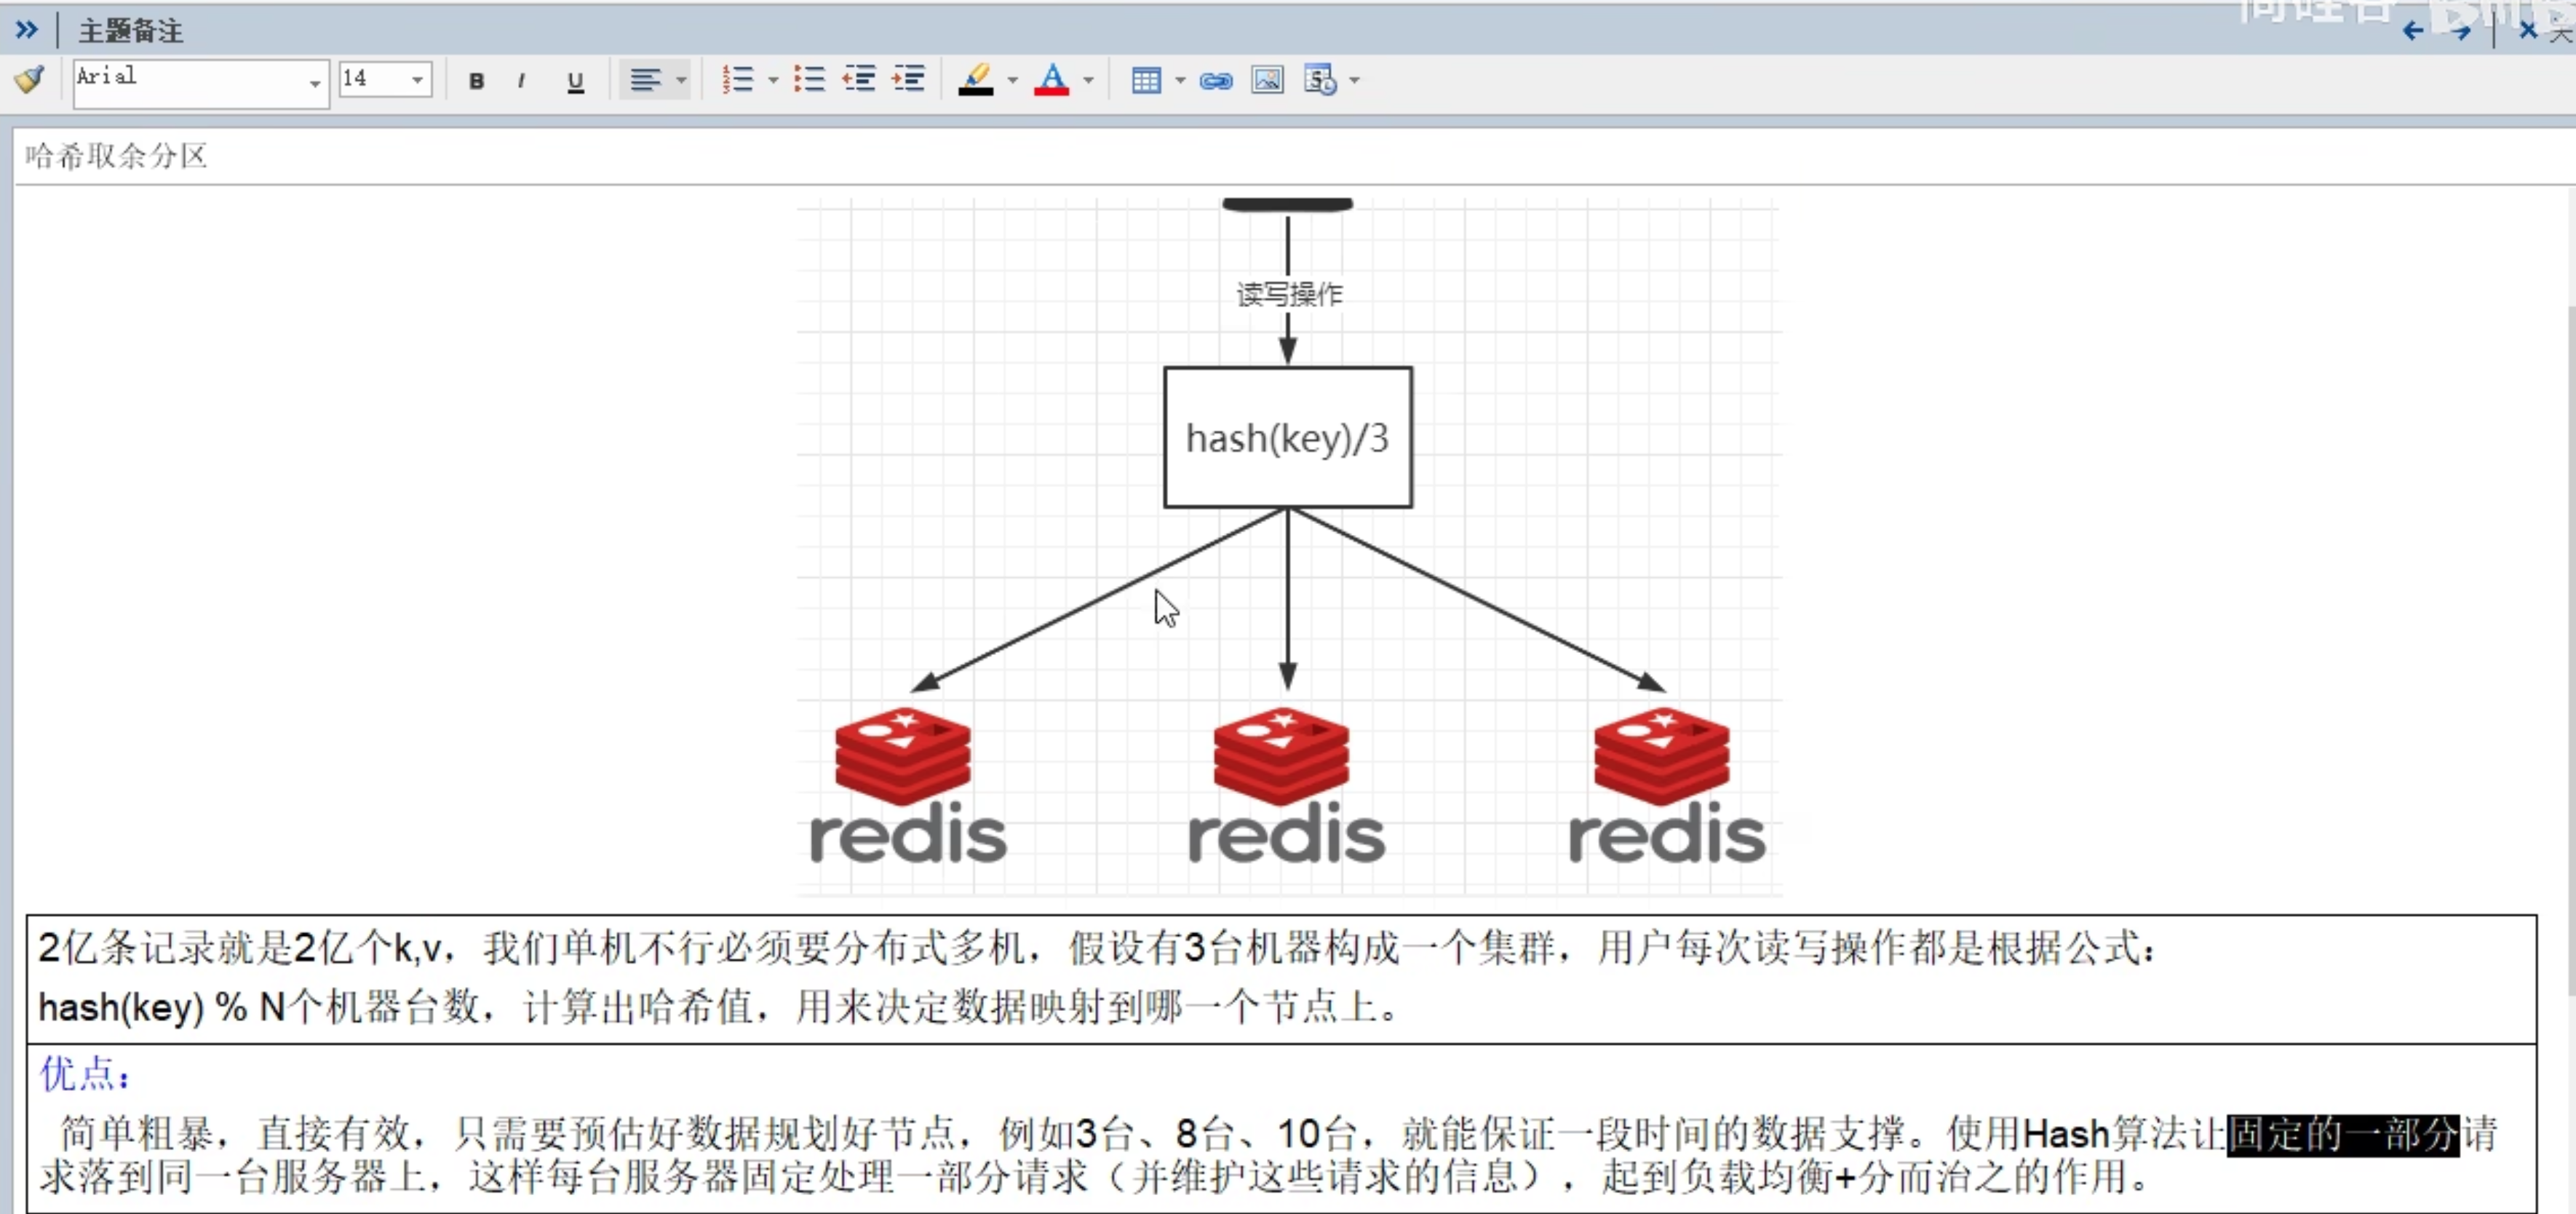 主题备注
Arial
14
B I U
哈希取余分区
读写操作
hash(key)/3
redis redis redis
2亿条记录就是2亿个k,v，我们单机不行必须要分布式多机，假设有3台机器构成一个集群，用户每次读写操作都是根据公式：
hash(key) % N个机器台数，计算出哈希值，用来决定数据映射到哪一个节点上。
优点：
简单粗暴，直接有效，只需要预估好数据规划好节点，例如3台、8台、10台，就能保证一段时间的数据支撑。使用Hash算法让固定的一部分请
求落到同一台服务器上，这样每台服务器固定处理一部分请求（并维护这些请求的信息），起到负载均衡+分而治之的作用。